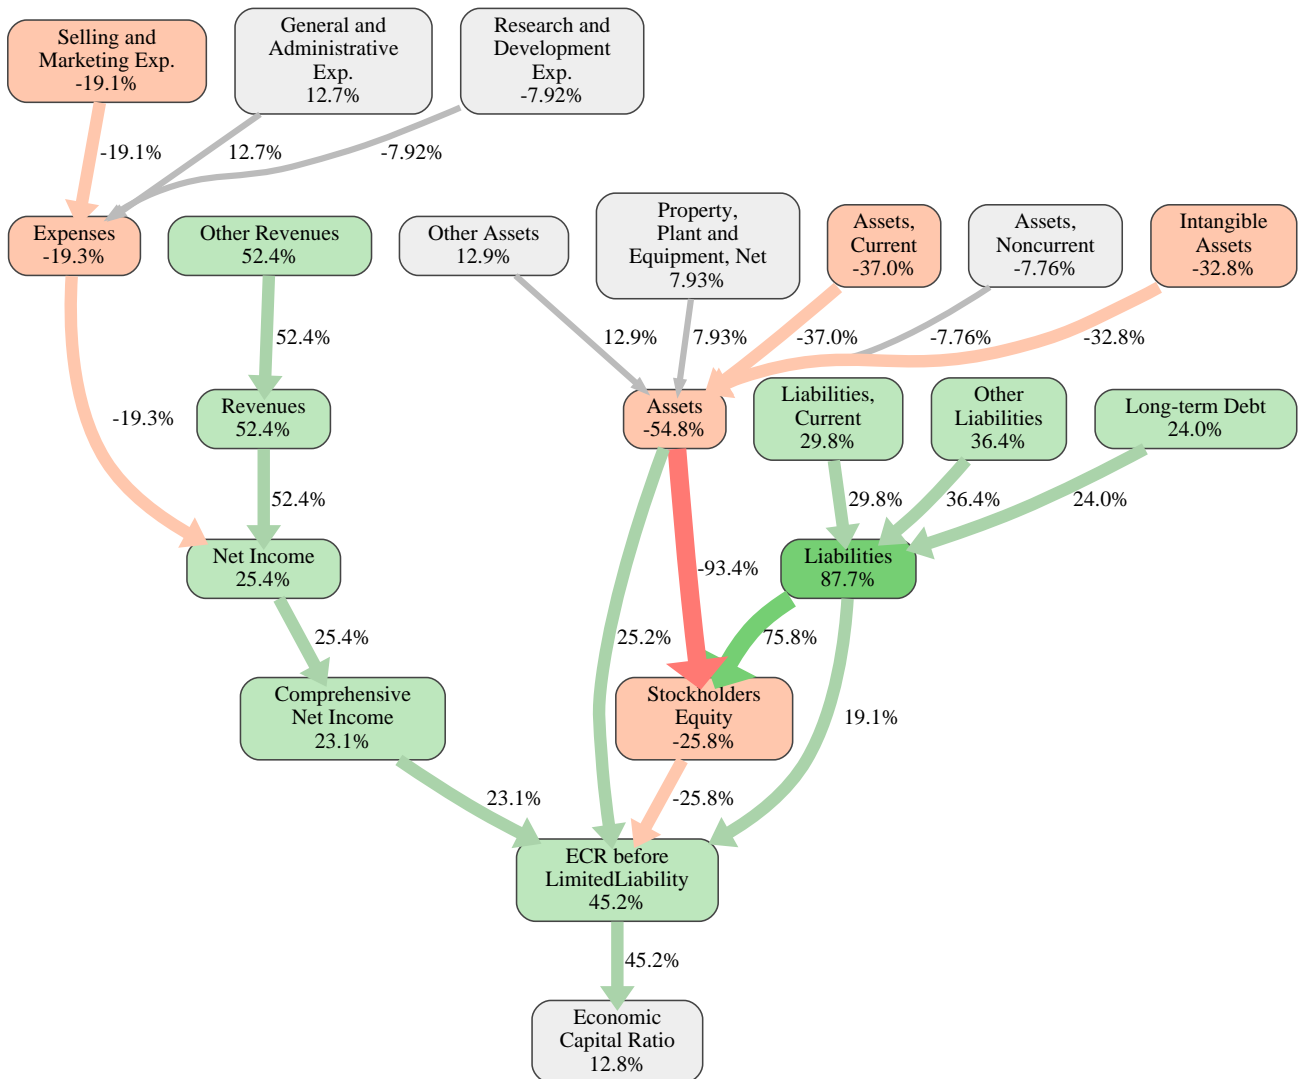 Selling and
Marketing Exp.
-19.1%
General and
Administrative
Exp.
12.7%
Research and
Development
Exp.
-7.92%
-19.1%
12.7%
-7.92%
Expenses
-19.3%
Other Revenues
52.4%
Other Assets
12.9%
Property,
Plant and
Equipment, Net
7.93%
Assets,
Current
-37.0%
Assets,
Noncurrent
-7.76%
Intangible
Assets
-32.8%
52.4%
12.9%
7.93%
-37.0%
-7.76%
-32.8%
Revenues
52.4%
-19.3%
Assets
-54.8%
Liabilities,
Current
29.8%
Other
Liabilities
36.4%
Long-term Debt
24.0%
52.4%
29.8%
36.4%
24.0%
Net Income
25.4%
-93.4%
Liabilities
87.7%
25.4%
25.2%
75.8%
Comprehensive
Net Income
23.1%
Stockholders
Equity
-25.8%
19.1%
23.1%
-25.8%
ECR before
LimitedLiability
45.2%
45.2%
Economic
Capital Ratio
12.8%